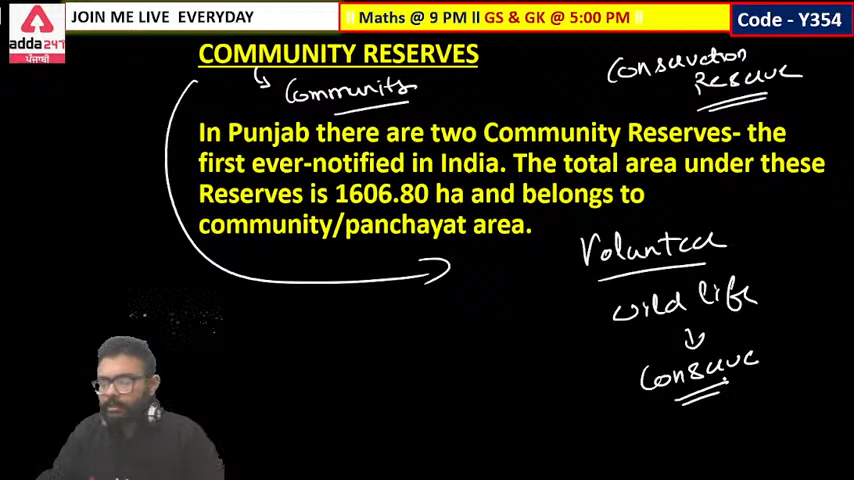 JOIN ME LIVE EVERYDAY
|| Maths @ 9 PM || GS & GK @ 5:00 PM ||
Code - Y354
adda247
ਪੰਜਾਬੀ
COMMUNITY RESERVES
Community
Conservation
Reserve
In Punjab there are two Community Reserves- the
first ever-notified in India. The total area under these
Reserves is 1606.80 ha and belongs to
community/panchayat area.
Volunteer
wild life
Conserve